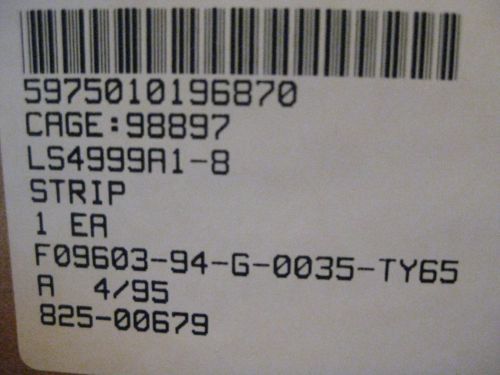 5975010196870
CAGE:98897
LS4999A1-8
STRIP
1 EA
F09603-94-G-0035-TY65
A 4/95
825-00679